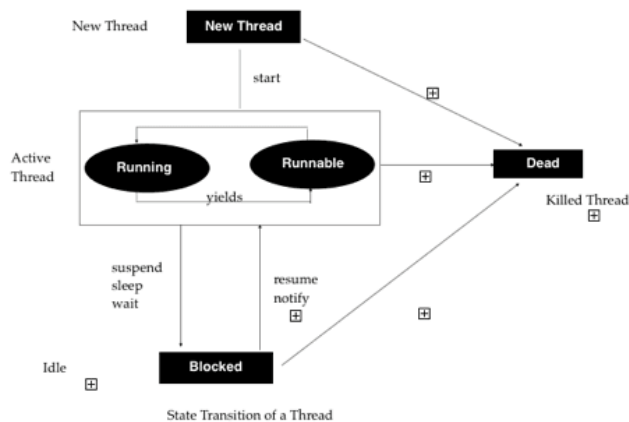 New Thread
New Thread
start
Active
Thread
Running
Runnable
yields
Dead
Killed Thread
suspend
sleep
wait
resume
notify
Idle
Blocked
State Transition of a Thread